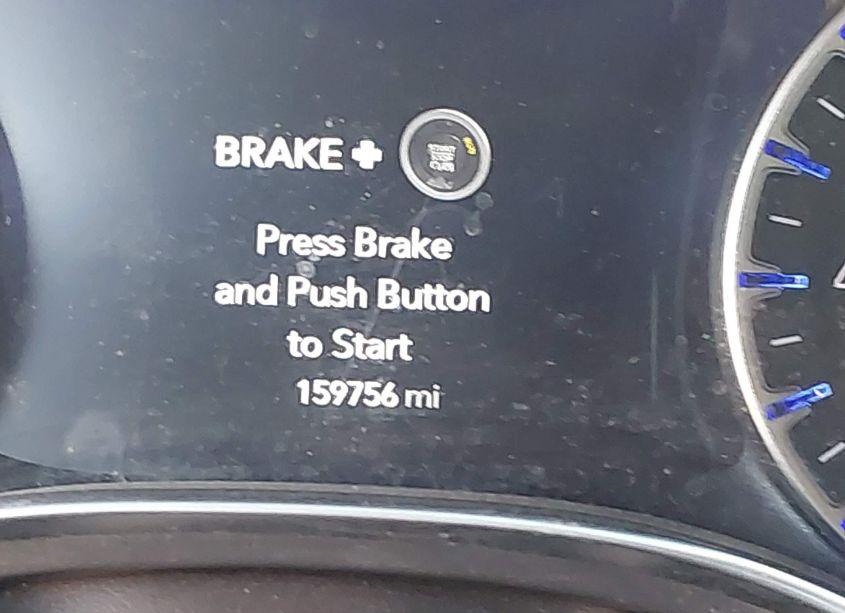 BRAKE +
Press Brake
and Push Button
to Start
159756 mi